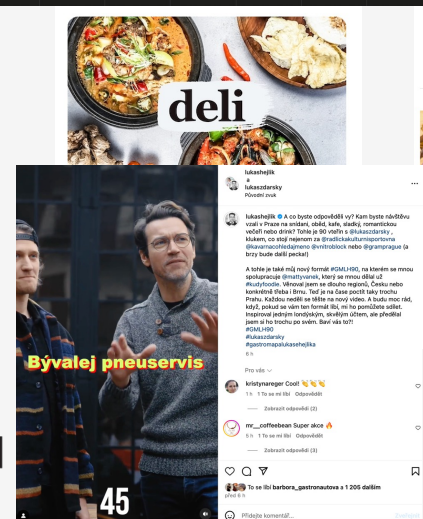 deli
lukashejlik
a
lukaszdarsky
Původní zvuk
lukashejlik A co byste odpověděli vy? Kam byste návštěvu
vzali v Praze na snídani, oběd, kafe, sladký, romantickou
večeři nebo drink? Tohle je 90 vteřin s @lukaszdarsky ,
klukem, co stojí nejenom za @radlickakulturnisportovna
@kavarnacohledajmeno @vnitroblock nebo @gramprague (a
brzy bude další pecka!)
A tohle je také můj nový formát #GMLH90, na kterém se mnou
spolupracuje @mattyvanek, který se mnou dělal už
#kudyfoodie. Věnoval jsem se dlouho regionů, Česku nebo
konkrétně třeba i Brnu. Teď je na čase poctít taky trochu
Prahu. Každou neděli se těšte na nový video. A budu moc rád,
když, pokud se vám ten formát líbí, mi ho pomůžete sdílet.
Inspiroval jedním londýnským, skvělým účtem, ale předělal
jsem si ho trochu po svém. Baví vás to?!
#GMLH90
#lukaszdarsky
#gastromapalukasehejlika
6 h
Pro vás
kristynareger Cool!
1 h 1 To se mi líbí Odpovědět
Zobrazit odpovědi (2)
mr__coffeebean Super akce
5 h 1 To se mi líbí Odpovědět
Zobrazit odpovědi (3)
To se líbí barbora_gastronautova a 1 205 dalším
před 6 h
Přidejte komentář...
Bývalej pneuservis
45